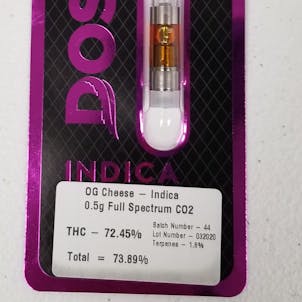 DOS
INDICA
OG Cheese – Indica
0.5g Full Spectrum CO2
THC – 72.45%
Batch Number - 44
Lot Number - 032020
Terpenes - 1.8%
Total = 73.89%